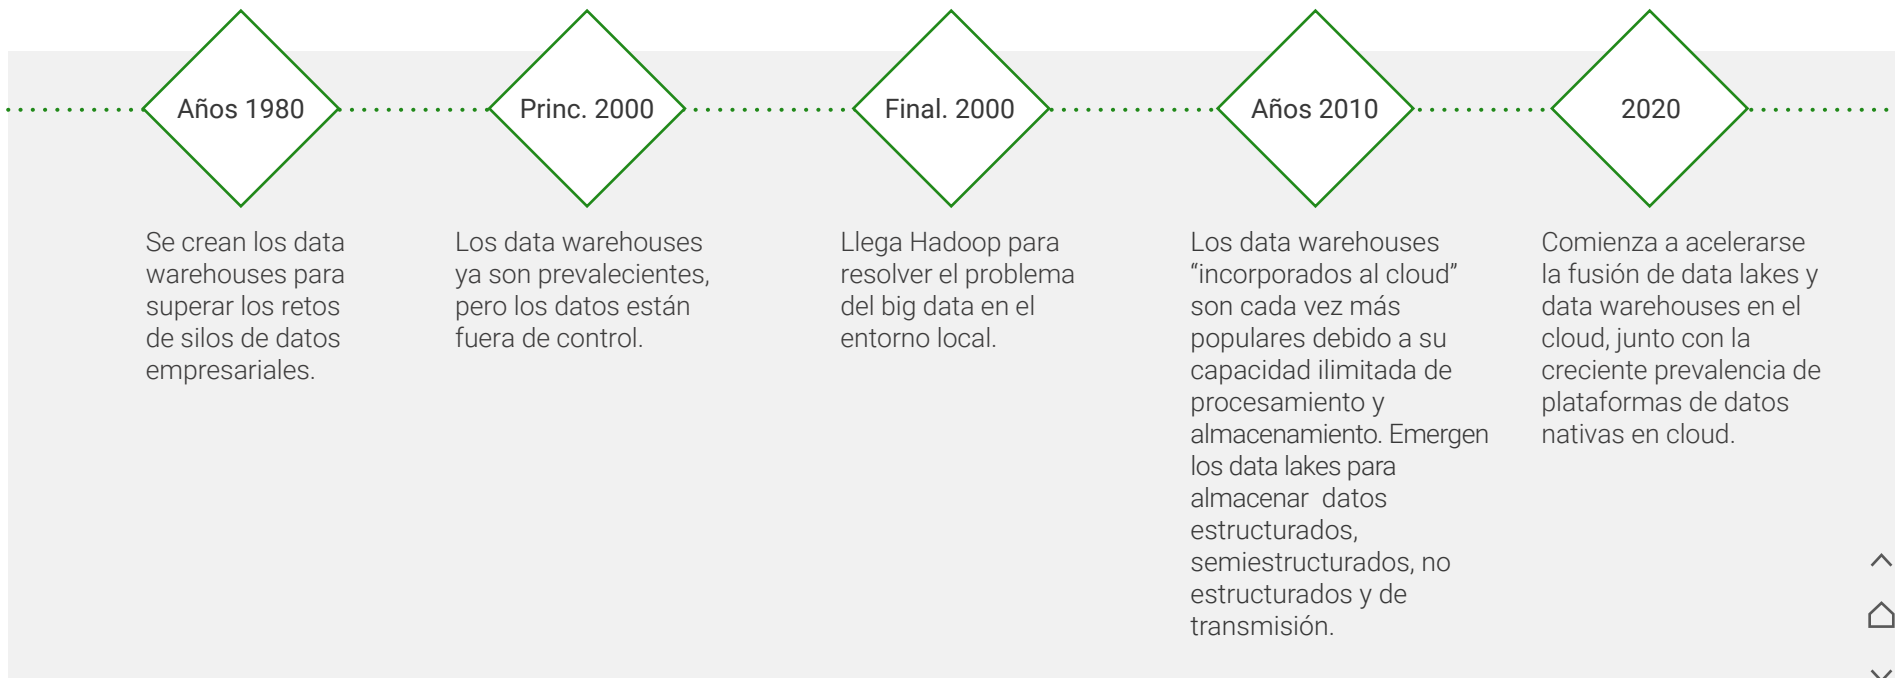 Años 1980
Princ. 2000
Final. 2000
Años 2010
2020
Se crean los data
warehouses para
superar los retos
de silos de datos
empresariales.
Los data warehouses
ya son prevalecientes,
pero los datos están
fuera de control.
Llega Hadoop para
resolver el problema
del big data en el
entorno local.
Los data warehouses
“incorporados al cloud”
son cada vez más
populares debido a su
capacidad ilimitada de
procesamiento y
almacenamiento. Emergen
los data lakes para
almacenar datos
estructurados,
semiestructurados, no
estructurados y de
transmisión.
Comienza a acelerarse
la fusión de data lakes y
data warehouses en el
cloud, junto con la
creciente prevalencia de
plataformas de datos
nativas en cloud.